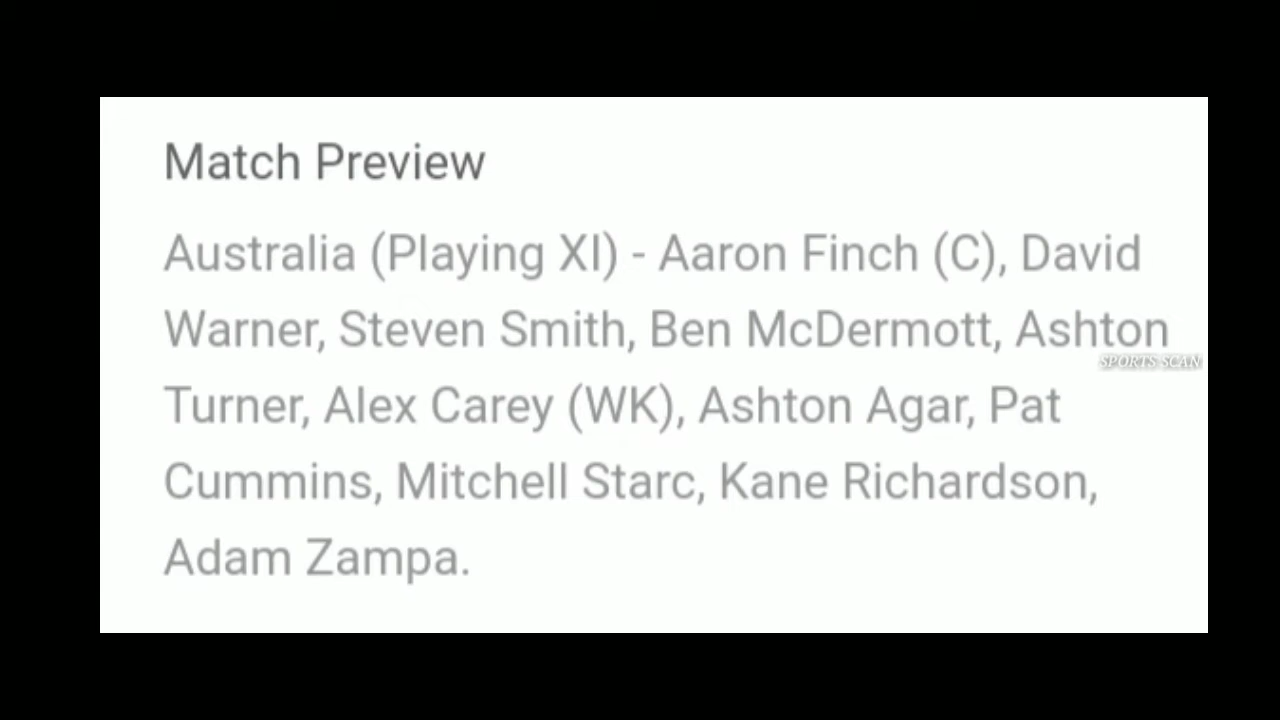 Match Preview
Australia (Playing XI) - Aaron Finch (C), David
Warner, Steven Smith, Ben McDermott, Ashton
SPORTS SCAN
Turner, Alex Carey (WK), Ashton Agar, Pat
Cummins, Mitchell Starc, Kane Richardson,
Adam Zampa.